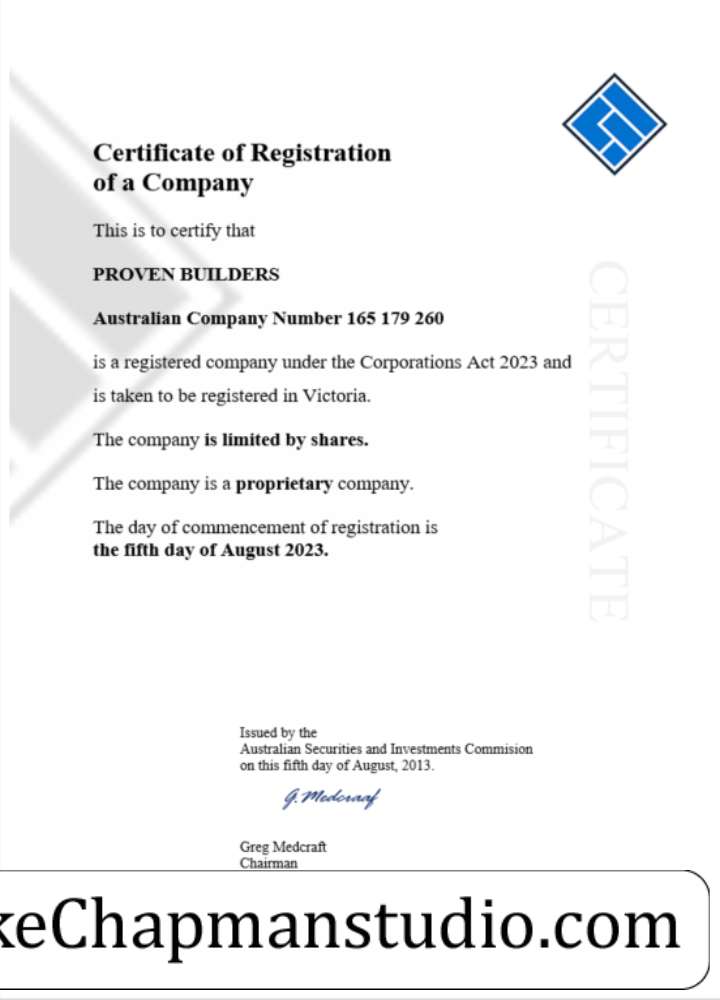 Certificate of Registration
of a Company
This is to certify that
PROVEN BUILDERS
Australian Company Number 165 179 260
is a registered company under the Corporations Act 2023 and
is taken to be registered in Victoria.
The company is limited by shares.
The company is a proprietary company.
The day of commencement of registration is
the fifth day of August 2023.
CERTIFICATE
Issued by the
Australian Securities and Investments Commision
on this fifth day of August, 2013.
G. Medcraf
Greg Medcraft
Chairman
keChapmanstudio.com